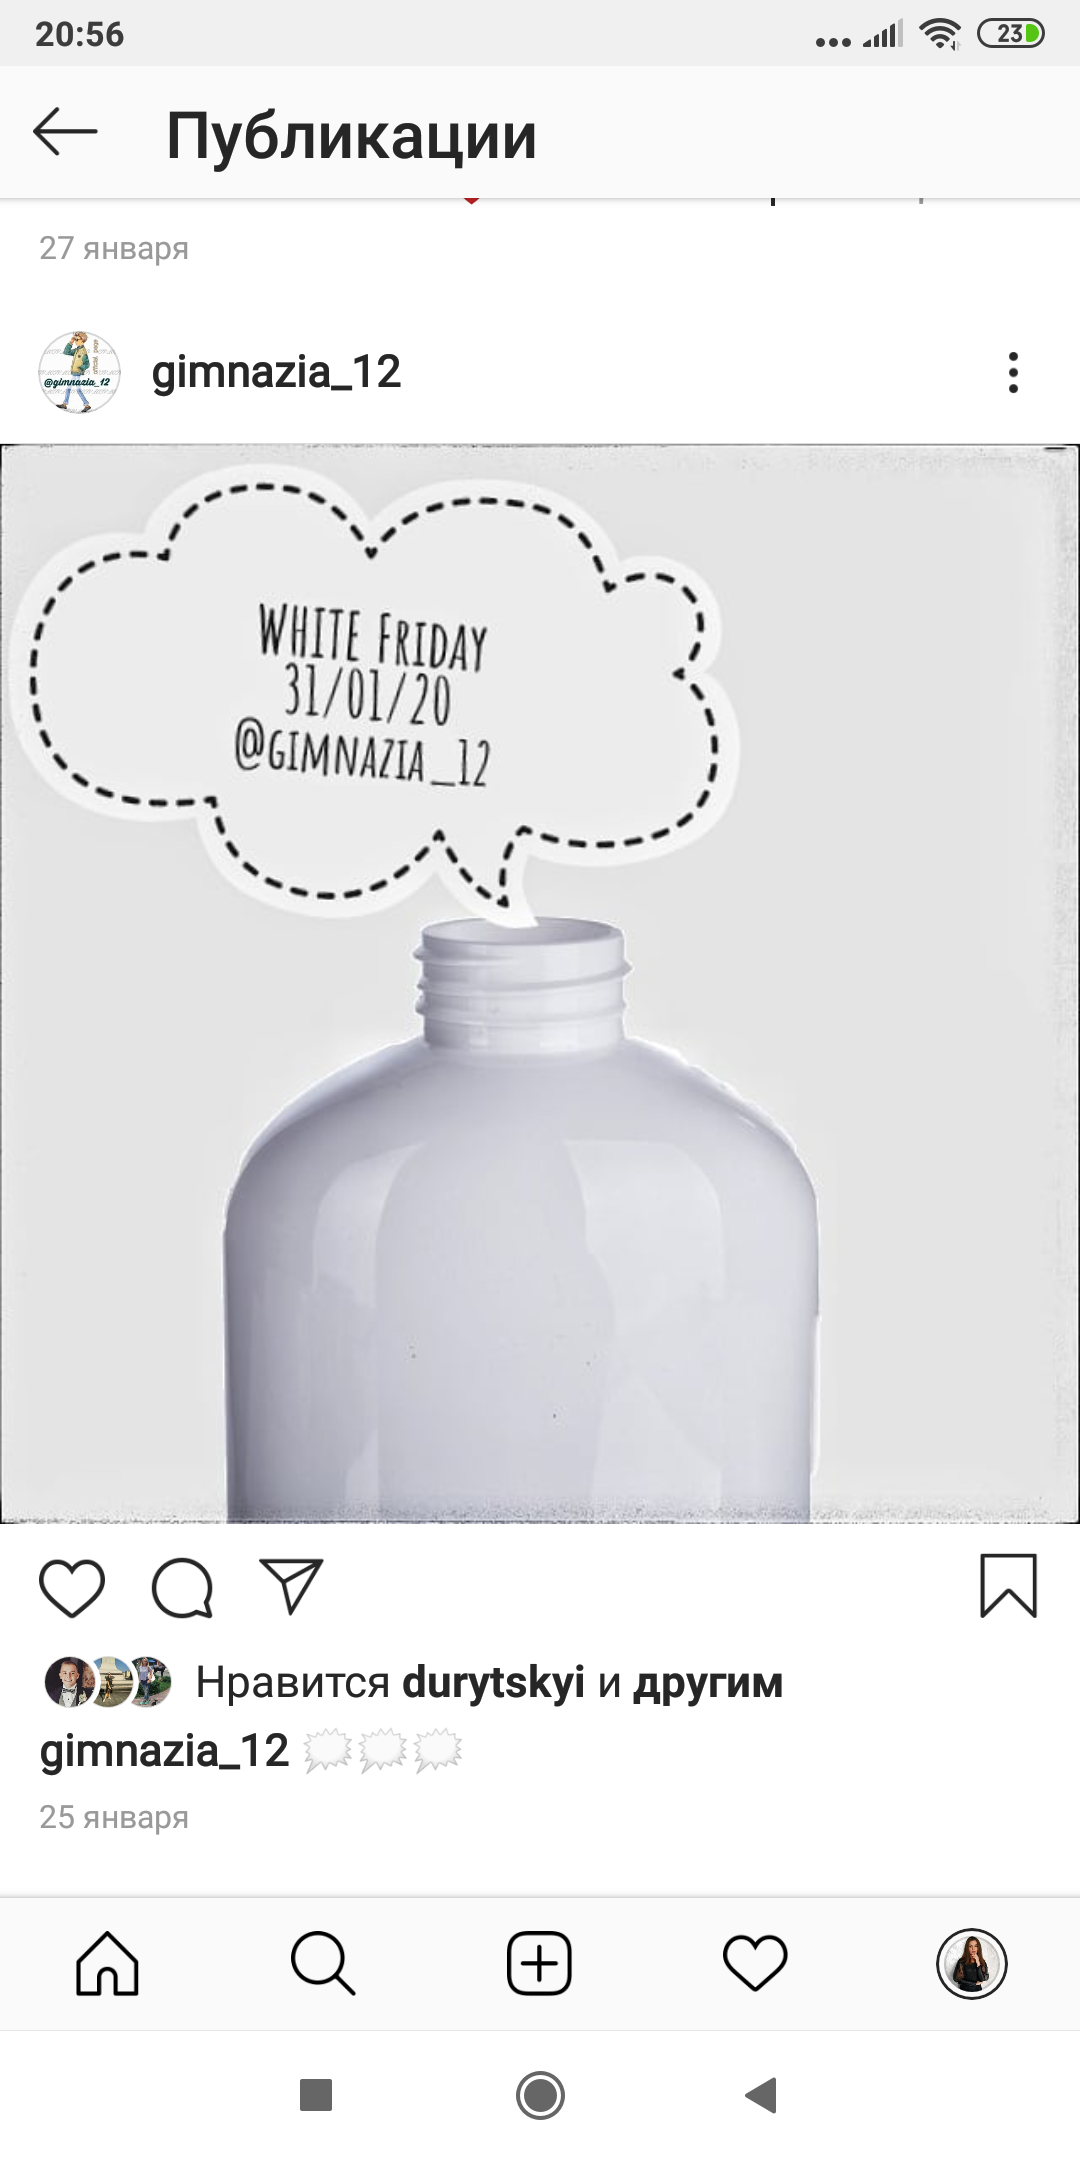 20:56
23
Публикации
27 января
@gimnazia_12
gimnazia_12
WHITE FRIDAY
31/01/20
@GIMNAZIA_12
Нравится durytskyi и другим
gimnazia_12
25 января